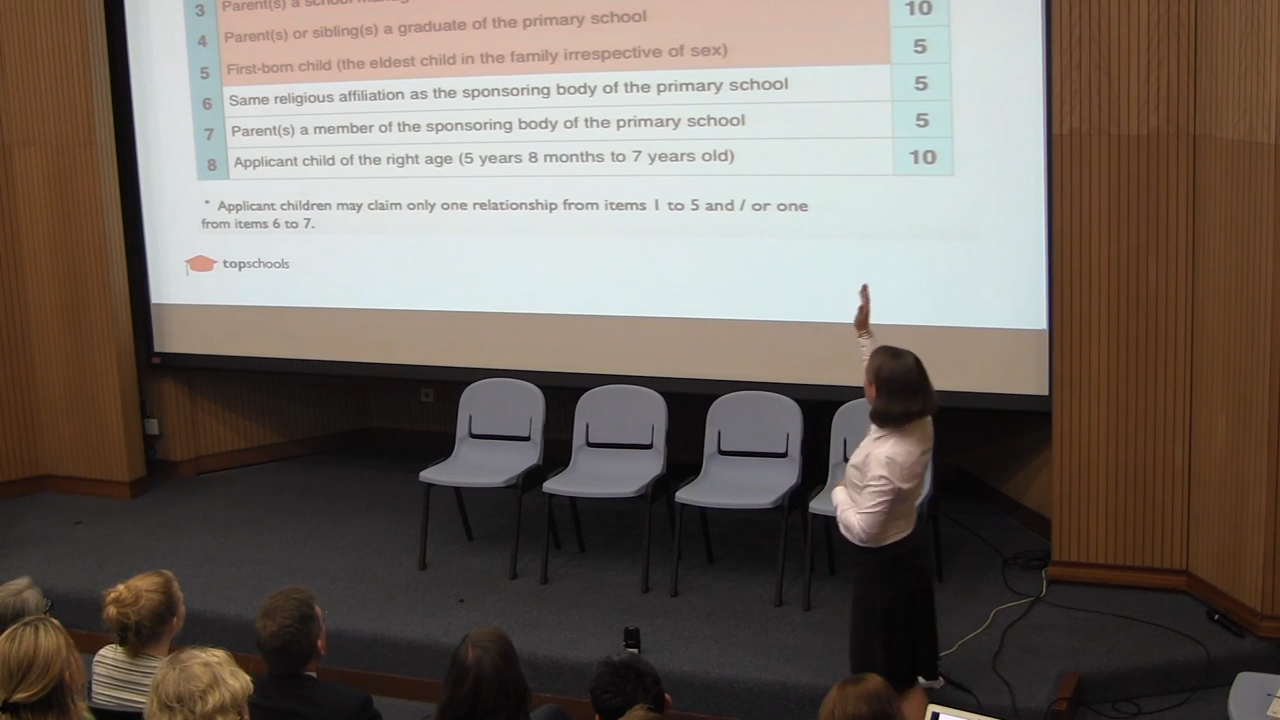 3 Parent(s) a school 10
4 Parent(s) or sibling(s) a graduate of the primary school
5 First-born child (the eldest child in the family irrespective of sex) 5
6 Same religious affiliation as the sponsoring body of the primary school 5
7 Parent(s) a member of the sponsoring body of the primary school 5
8 Applicant child of the right age (5 years 8 months to 7 years old) 10
* Applicant children may claim only one relationship from items 1 to 5 and / or one
from items 6 to 7.
topschools